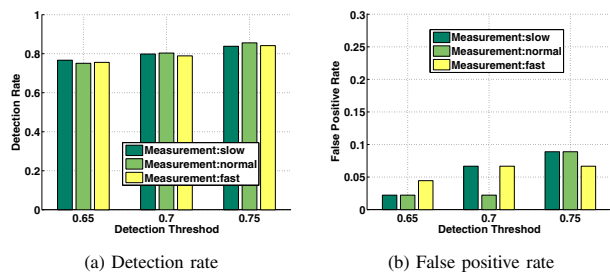 1
0.8
0.6
0.4
0.2
0
Detection Rate
Measurement:slow
Measurement:normal
Measurement:fast
0.65 0.7 0.75
Detection Threshod
(a) Detection rate
0.3
0.25
0.2
0.15
0.1
0.05
0
False Positive Rate
Measurement:slow
Measurement:normal
Measurement:fast
0.65 0.7 0.75
Detection Threshod
(b) False positive rate